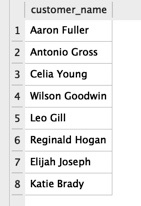 customer_name
1 Aaron Fuller
2 Antonio Gross
3 Celia Young
4 Wilson Goodwin
5 Leo Gill
6 Reginald Hogan
7 Elijah Joseph
8 Katie Brady